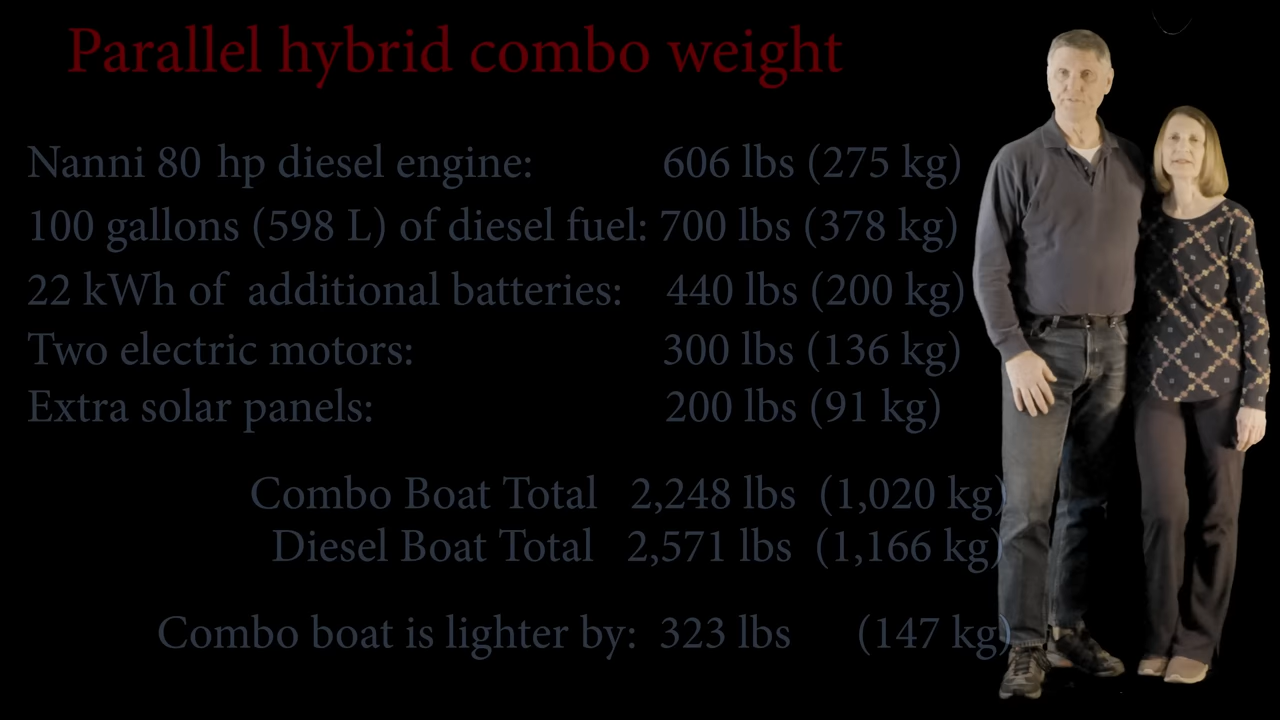 Parallel hybrid combo weight
Nanni 80 hp diesel engine: 606 lbs (275 kg)
100 gallons (598 L) of diesel fuel: 700 lbs (378 kg)
22 kWh of additional batteries: 440 lbs (200 kg)
Two electric motors: 300 lbs (136 kg)
Extra solar panels: 200 lbs (91 kg)
Combo Boat Total 2,248 lbs (1,020 kg)
Diesel Boat Total 2,571 lbs (1,166 kg)
Combo boat is lighter by: 323 lbs (147 kg)